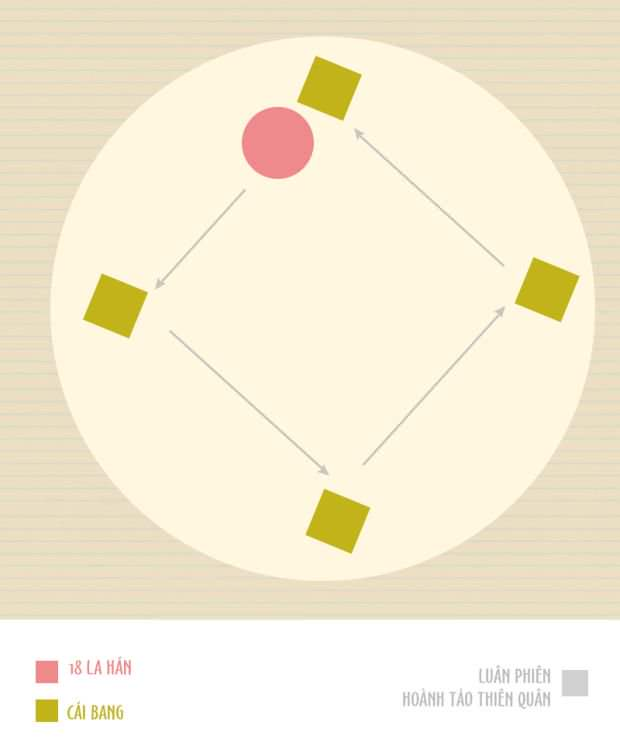 18 LA HÁN
CÁI BANG
LUÂN PHIÊN
HOÀNH TẢO THIÊN QUÂN